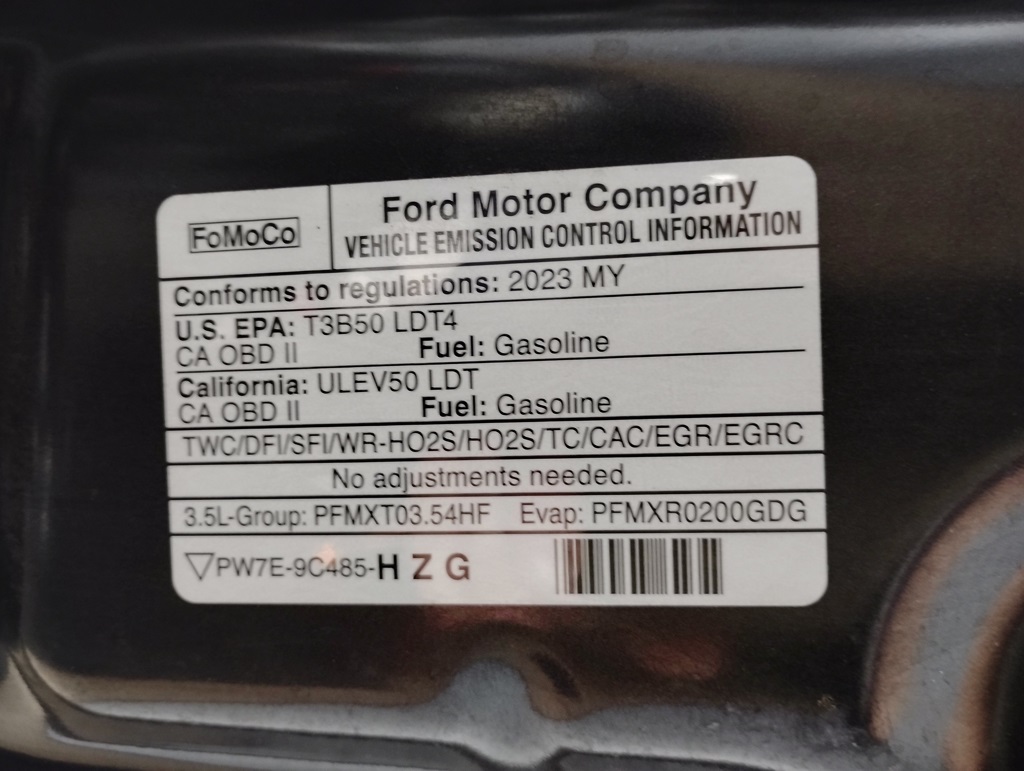 FoMoCo
Ford Motor Company
VEHICLE EMISSION CONTROL INFORMATION
Conforms to regulations: 2023 MY
U.S. EPA: T3B50 LDT4
CA OBD II Fuel: Gasoline
California: ULEV50 LDT
CA OBD II Fuel: Gasoline
TWC/DFI/SFI/WR-HO2S/HO2S/TC/CAC/EGR/EGRC
No adjustments needed.
3.5L-Group: PFMXT03.54HF Evap: PFMXR0200GDG
▽PW7E-9C485-H Z G